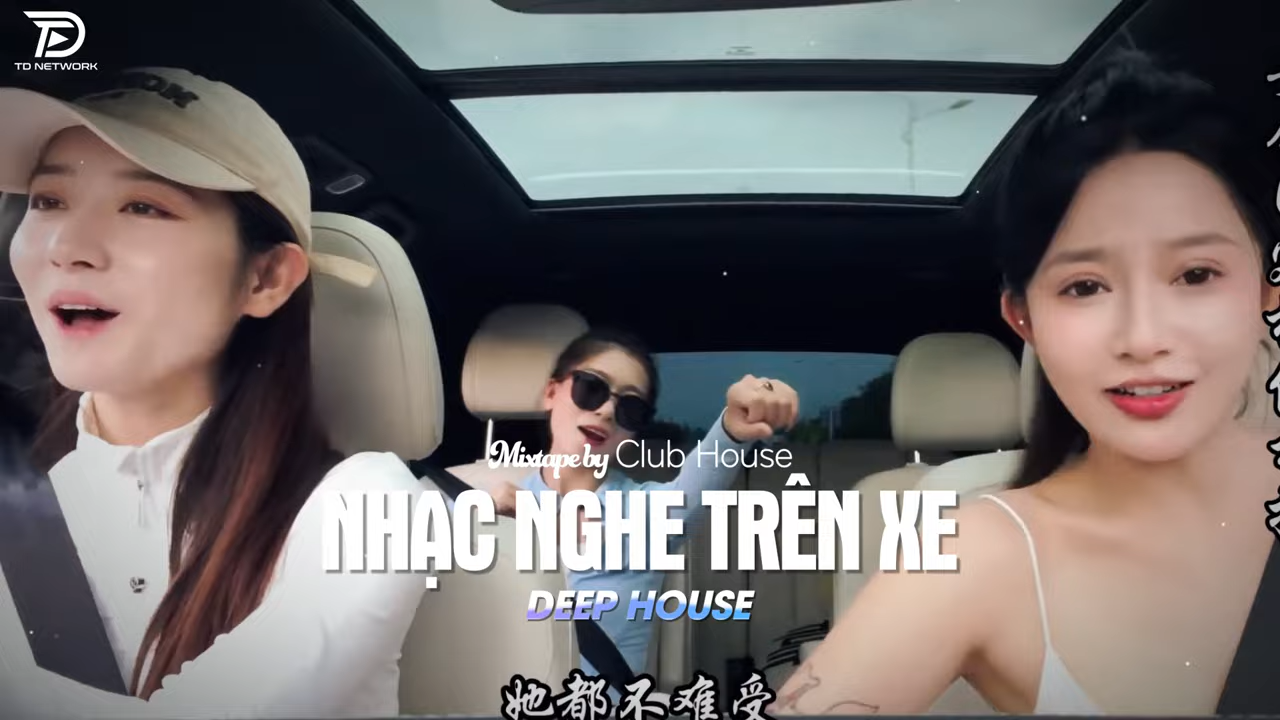 TD NETWORK
Mixtape by Club House
NHẠC NGHE TRÊN XE
DEEP HOUSE
她都不难受